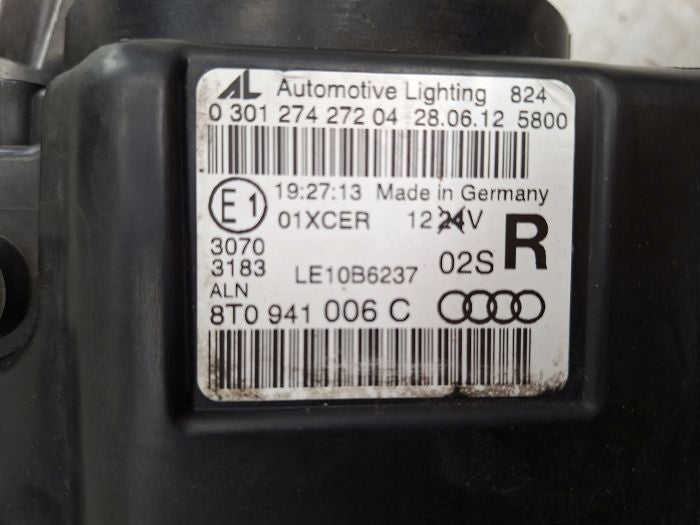 AL Automotive Lighting 824
0 301 274 272 04 28.06.12 5800
E1 19:27:13 Made in Germany
01XCER 12 24V R
3070
3183 LE10B6237 02S
ALN
8T0 941 006 C